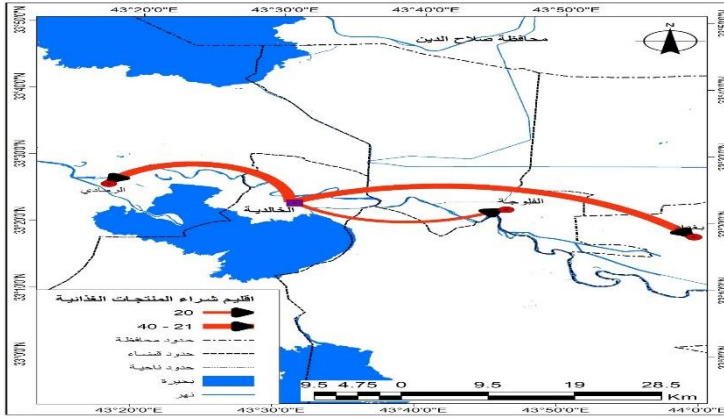 43°20'0"E 43°30'0"E 43°40'0"E 43°50'0"E
محافظة صلاح الدين
N
الرمادي
الخالدية
الفلوجة
بغداد
اقليم شراء المنتجات الغذائية
20
40 - 21
حدود محافظة
حدود قضاء
حدود ناحية
بحيرة
نهر
9.5 4.75 0 9.5 19 28.5
43°20'0"E 43°30'0"E 43°40'0"E 43°50'0"E 44°0'0"E